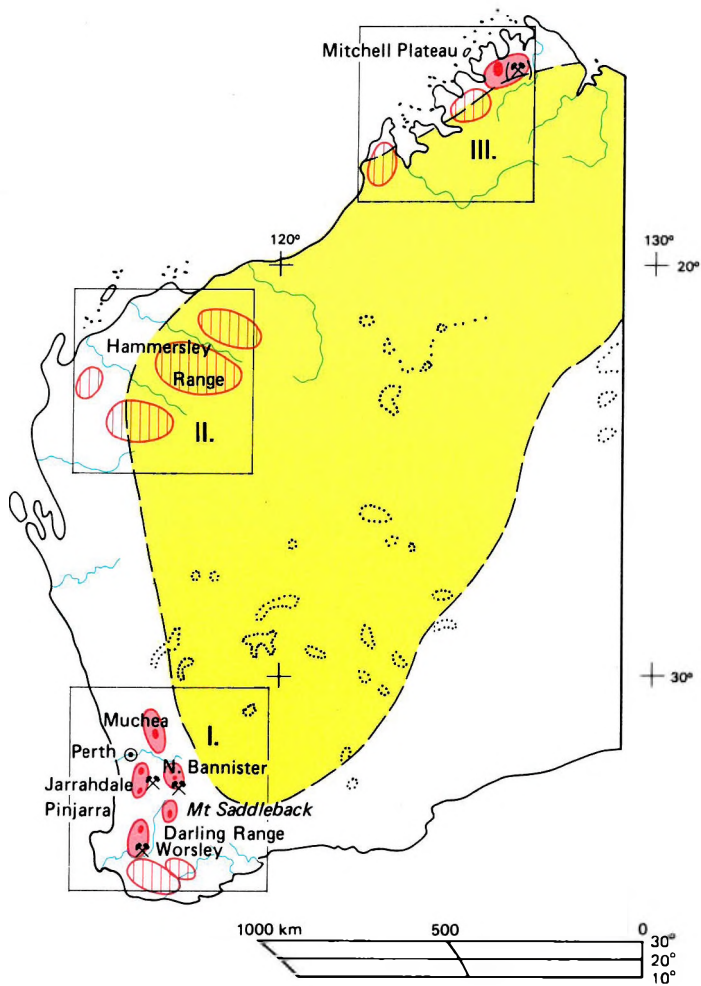 Mitchell Plateau
III.
120°
130°
20°
Hammersley
Range
II.
30°
I.
Muchea
Perth
N. Bannister
Jarrahdale
Pinjarra
Mt Saddleback
Darling Range
Worsley
1000 km 500 0
30°
20°
10°